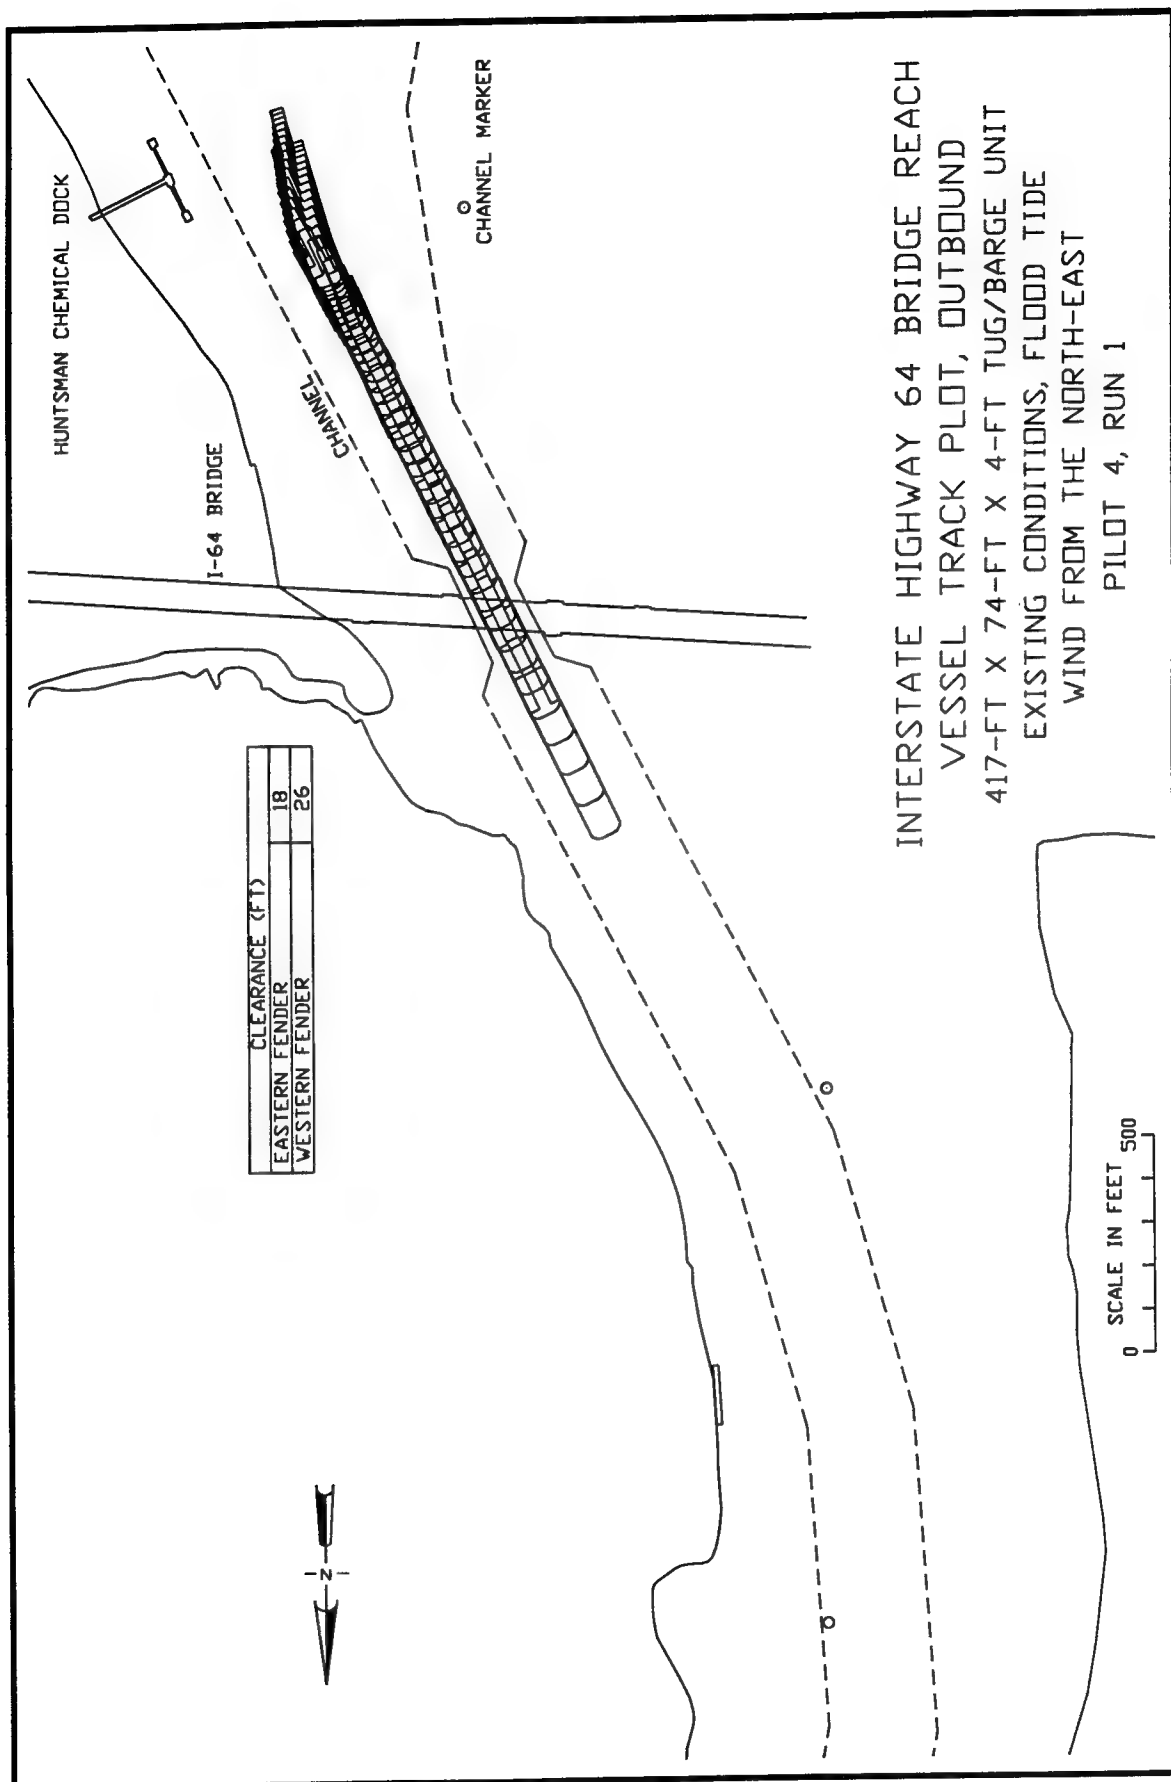 HUNTSMAN CHEMICAL DOCK
CHANNEL MARKER
CHANNEL
I-64 BRIDGE
CLEARANCE (FT)
EASTERN FENDER 18
WESTERN FENDER 26
N
SCALE IN FEET
0 500
INTERSTATE HIGHWAY 64 BRIDGE REACH
VESSEL TRACK PLOT, OUTBOUND
417-FT X 74-FT X 4-FT TUG/BARGE UNIT
EXISTING CONDITIONS, FLOOD TIDE
WIND FROM THE NORTH-EAST
PILOT 4, RUN 1